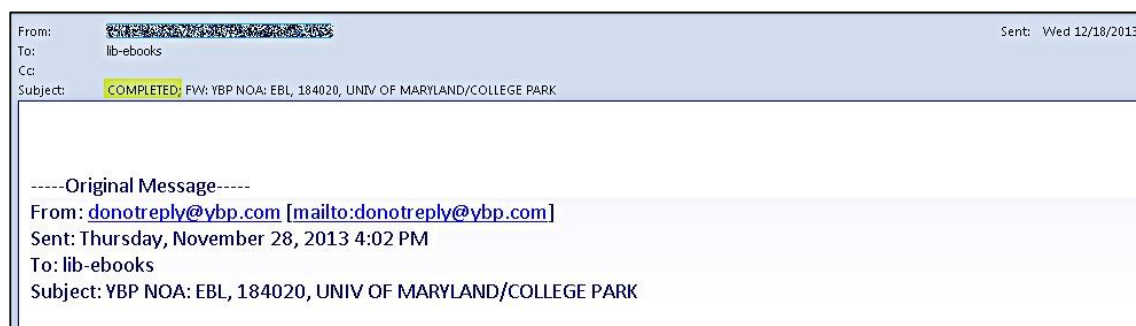 From: Sent: Wed 12/18/2013
To: lib-ebooks
Cc:
Subject: COMPLETED; FW: YBP NOA: EBL, 184020, UNIV OF MARYLAND/COLLEGE PARK
-----Original Message-----
From: donotreply@ybp.com [mailto:donotreply@ybp.com]
Sent: Thursday, November 28, 2013 4:02 PM
To: lib-ebooks
Subject: YBP NOA: EBL, 184020, UNIV OF MARYLAND/COLLEGE PARK